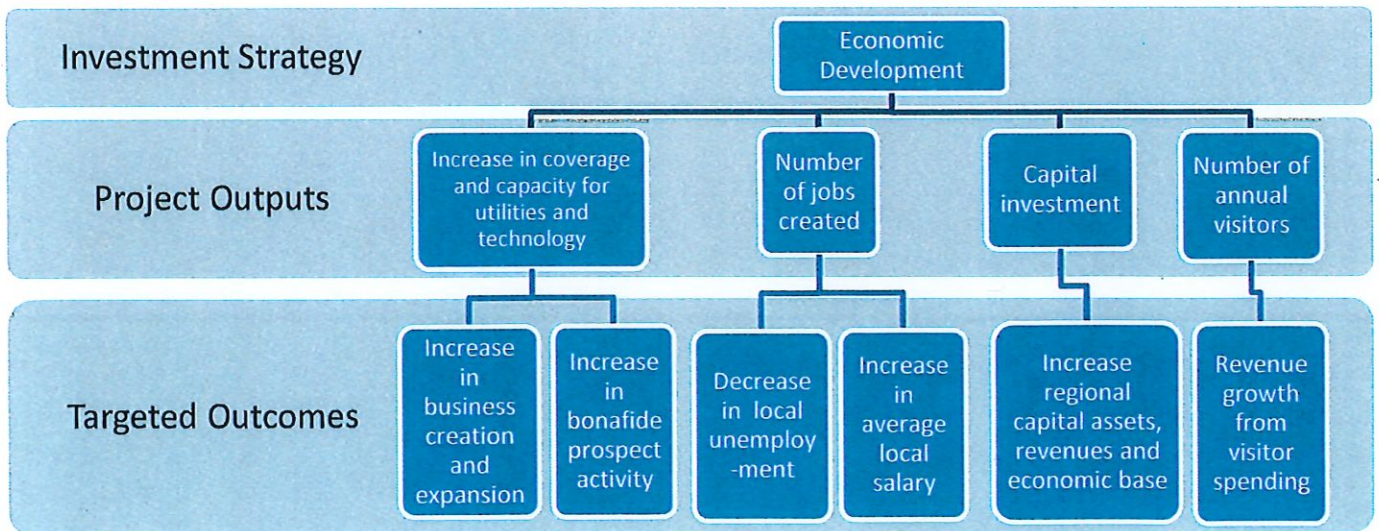 Investment Strategy
Economic
Development
Project Outputs
Increase in coverage
and capacity for
utilities and
technology
Number
of jobs
created
Capital
investment
Number of
annual
visitors
Targeted Outcomes
Increase
in
business
creation
and
expansion
Increase
in
bonafide
prospect
activity
Decrease
in local
unemploy
-ment
Increase
in
average
local
salary
Increase
regional
capital assets,
revenues and
economic base
Revenue
growth
from
visitor
spending